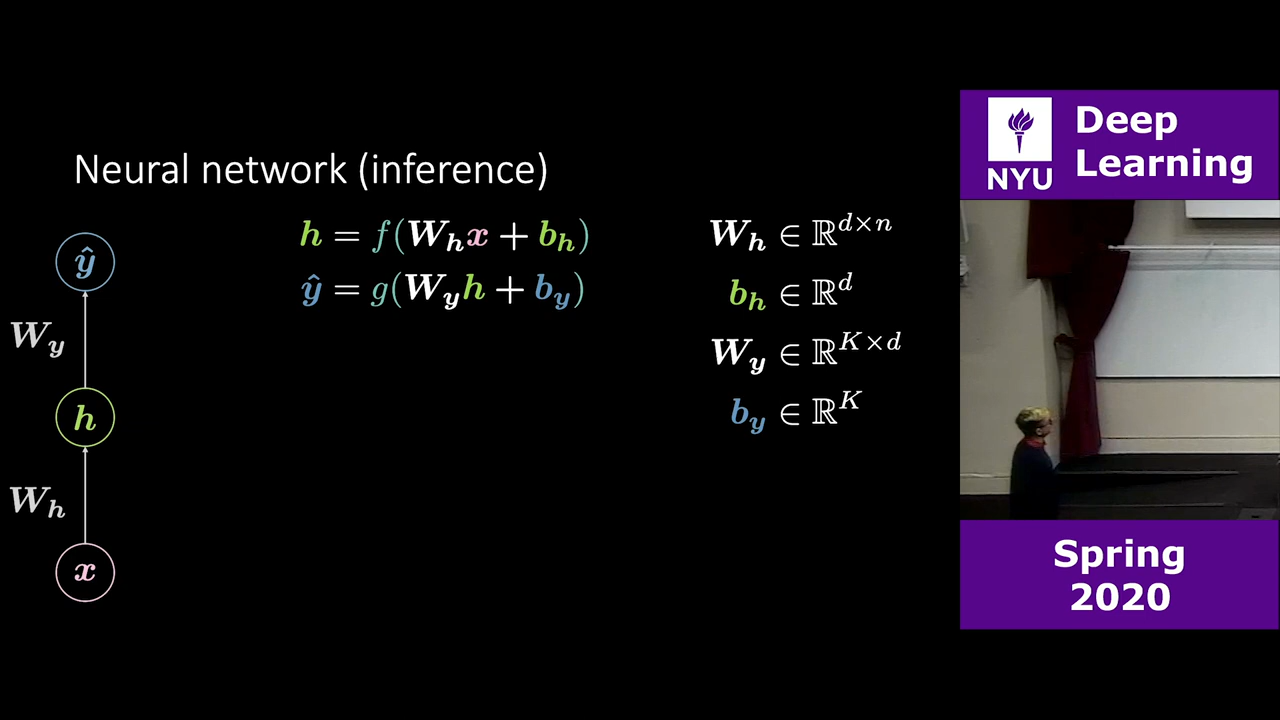 Neural network (inference)
ŷ
W_y
h
W_h
x
h = f(W_h x + b_h)
ŷ = g(W_y h + b_y)
W_h ∈ ℝ^{d×n}
b_h ∈ ℝ^d
W_y ∈ ℝ^{K×d}
b_y ∈ ℝ^K
NYU
Deep
Learning
Spring
2020